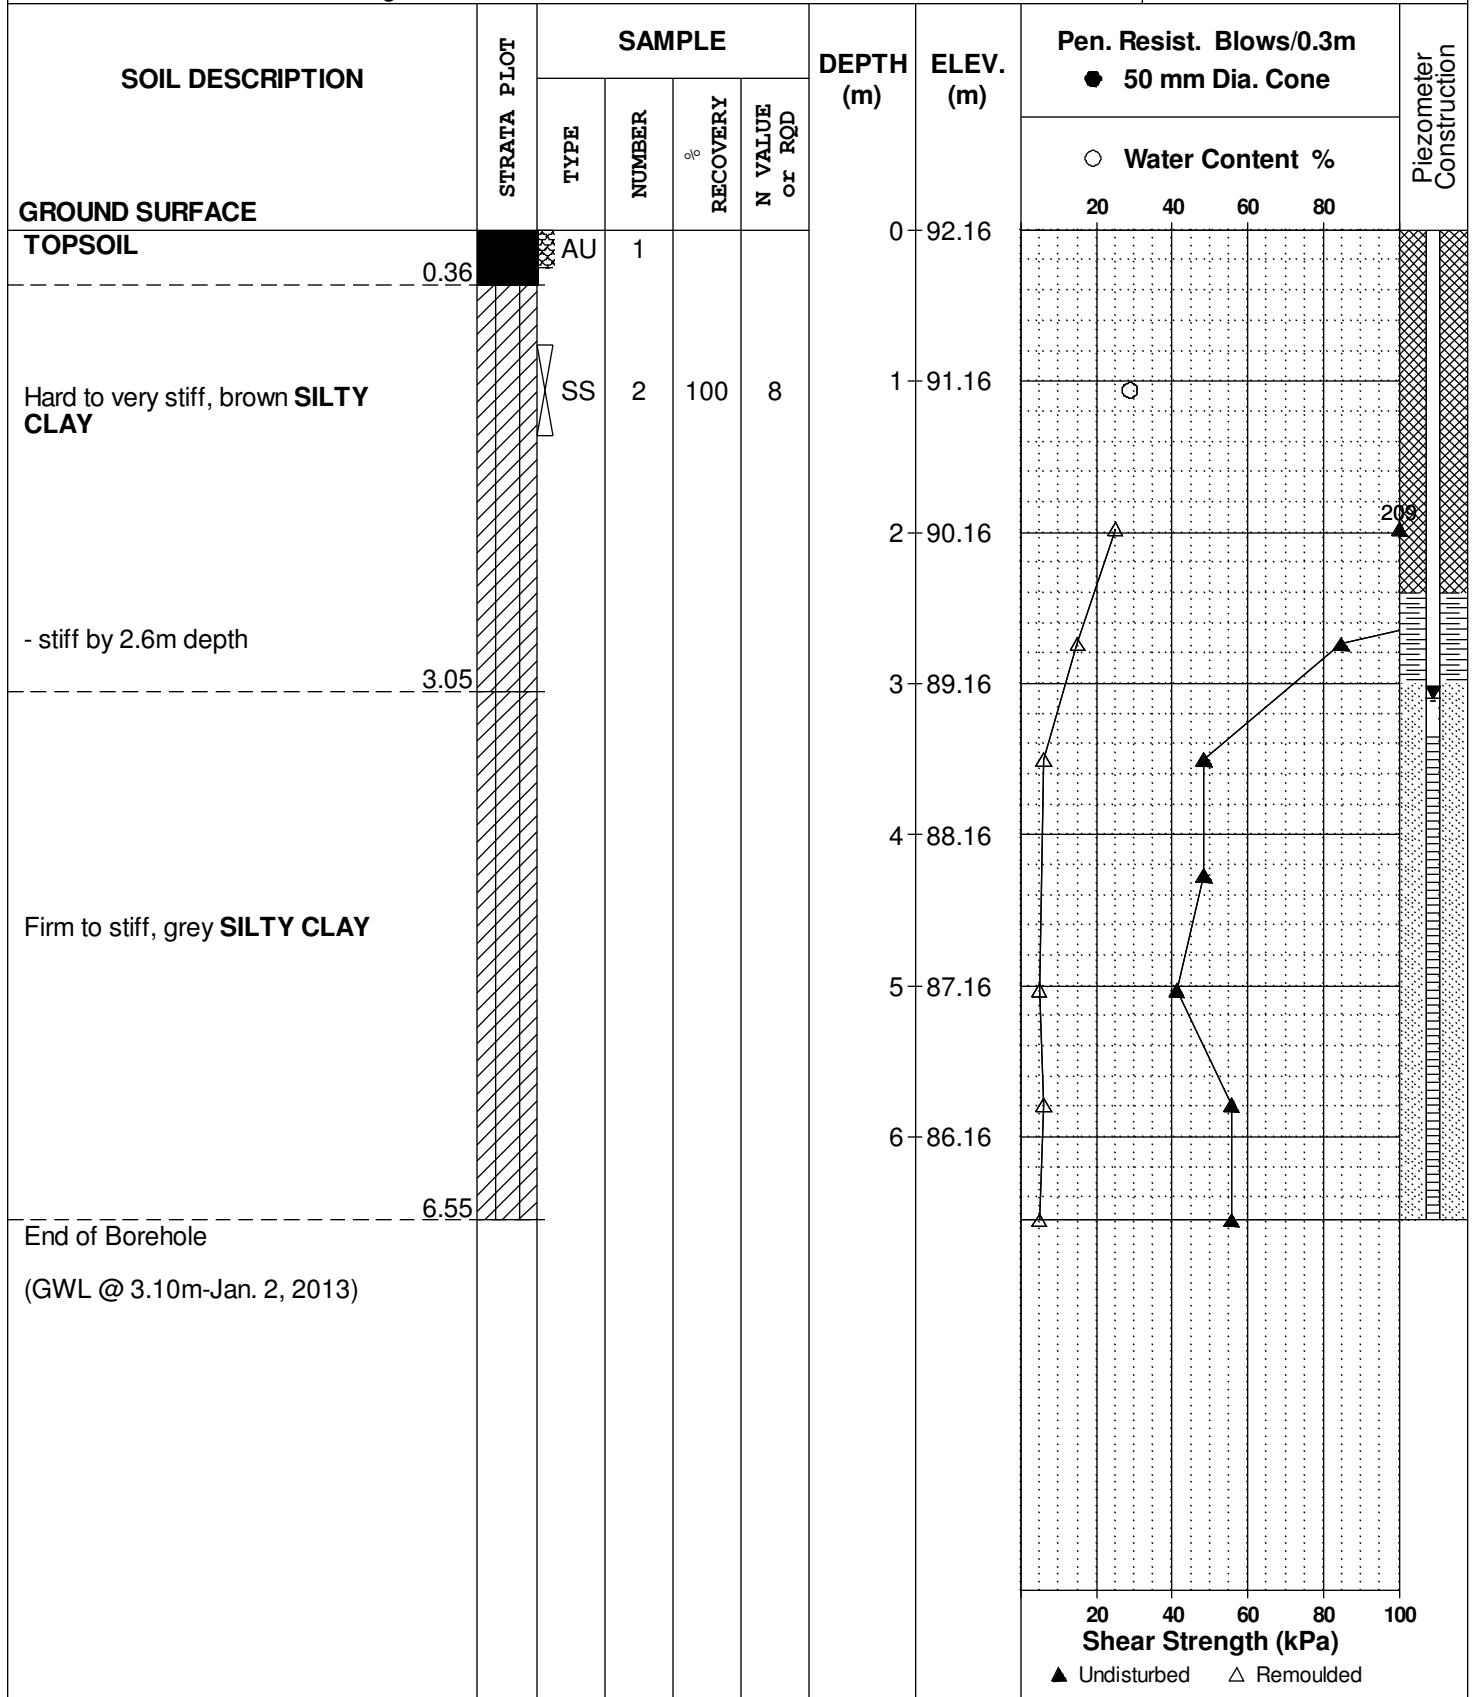 SOIL DESCRIPTION
GROUND SURFACE
STRATA PLOT
SAMPLE
TYPE
NUMBER
%
RECOVERY
N VALUE
or RQD
DEPTH
(m)
ELEV.
(m)
Pen. Resist. Blows/0.3m
● 50 mm Dia. Cone
○ Water Content %
20 40 60 80
Piezometer
Construction
TOPSOIL
0.36
AU 1
0 92.16
Hard to very stiff, brown SILTY
CLAY
SS 2 100 8
1 91.16
209
2 90.16
- stiff by 2.6m depth
3.05
3 89.16
4 88.16
Firm to stiff, grey SILTY CLAY
5 87.16
6 86.16
6.55
End of Borehole
(GWL @ 3.10m-Jan. 2, 2013)
20 40 60 80 100
Shear Strength (kPa)
▲ Undisturbed △ Remoulded